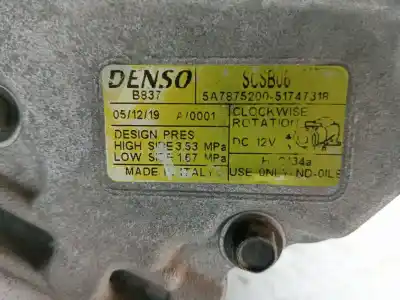 DENSO
SCSB06
B837
5A7875200-51747318
05/12/19 A/0001
CLOCKWISE
ROTATION
DC 12V
DESIGN PRES
HIGH SIDE 3.53 MPa
LOW SIDE 1.67 MPa
MADE IN ITALY
USE ONLY ND-OIL8